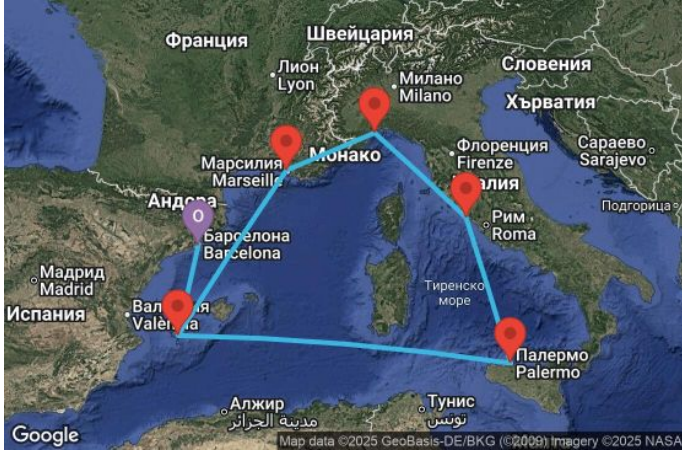 Франция
Швейцария
Лион
Lyon
Милано
Milano
Словения
Хърватия
Марсилия
Marseille
Монако
Флоренция
Firenze
Сараево
Sarajevo
Андора
Подгорица
Рим
Roma
Барселона
Barcelona
Мадрид
Madrid
Испания
Тиренско
море
Палермо
Palermo
Алжир
مدينة الجزائر
Тунис
تونس
O
Google
Map data ©2025 GeoBasis-DE/BKG (©2009) Imagery ©2025 NASA